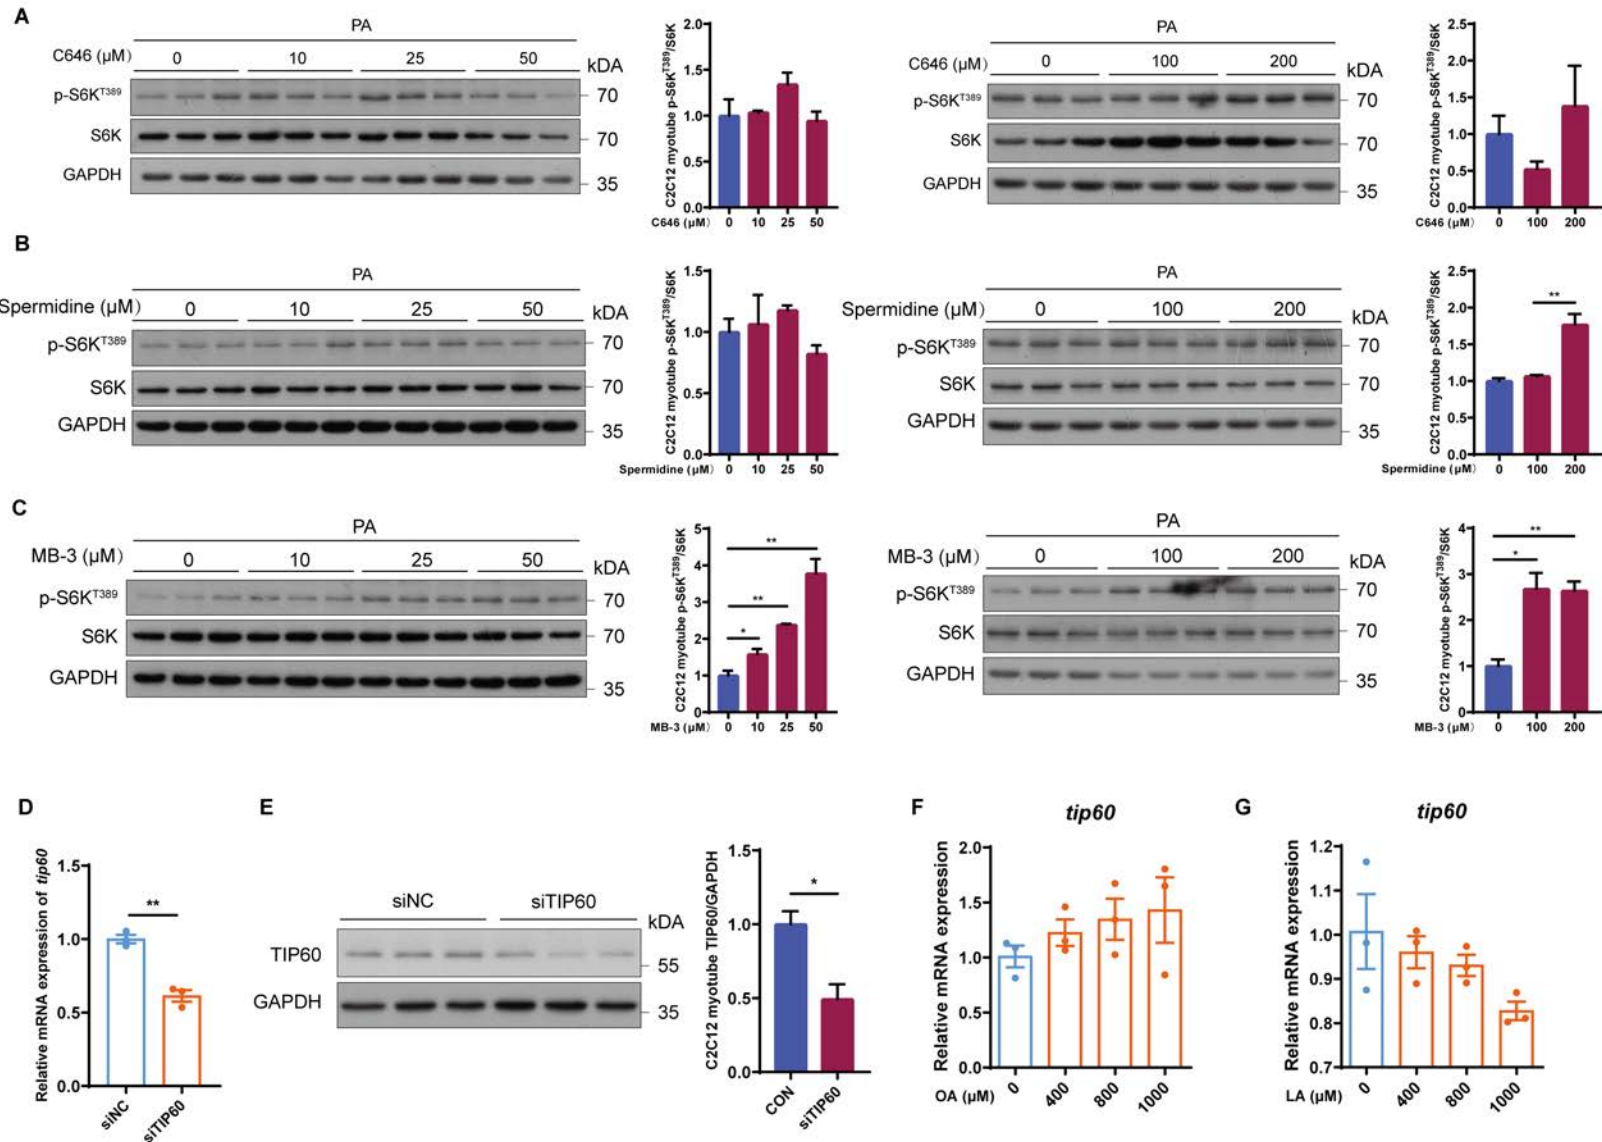 A
PA
C646 (μM) 0 10 25 50 kDA
p-S6K^T389 70
S6K 70
GAPDH 35
C2C12 myotube p-S6K^T389/S6K
2.0
1.5
1.0
0.5
0.0
C646 (μM) 0 10 25 50
PA
C646 (μM) 0 100 200 kDA
p-S6K^T389 70
S6K 70
GAPDH 35
C2C12 myotube p-S6K^T389/S6K
2.5
2.0
1.5
1.0
0.5
0.0
C646 (μM) 0 100 200
B
PA
Spermidine (μM) 0 10 25 50 kDA
p-S6K^T389 70
S6K 70
GAPDH 35
C2C12 myotube p-S6K^T389/S6K
1.5
1.0
0.5
0.0
Spermidine (μM) 0 10 25 50
PA
Spermidine (μM) 0 100 200 kDA
p-S6K^T389 70
S6K 70
GAPDH 35
C2C12 myotube p-S6K^T389/S6K
2.5
2.0
1.5
1.0
0.5
0.0
**
Spermidine (μM) 0 100 200
C
PA
MB-3 (μM) 0 10 25 50 kDA
p-S6K^T389 70
S6K 70
GAPDH 35
C2C12 myotube p-S6K^T389/S6K
5
4
3
2
1
0
**
**
*
MB-3 (μM) 0 10 25 50
PA
MB-3 (μM) 0 100 200 kDA
p-S6K^T389 70
S6K 70
GAPDH 35
C2C12 myotube p-S6K^T389/S6K
4
3
2
1
0
**
*
MB-3 (μM) 0 100 200
D
Relative mRNA expression of tip60
1.5
1.0
0.5
0.0
**
siNC siTIP60
E
siNC siTIP60 kDA
TIP60 55
GAPDH 35
C2C12 myotube TIP60/GAPDH
1.5
1.0
0.5
0.0
*
CON siTIP60
F
tip60
Relative mRNA expression
2.0
1.5
1.0
0.5
0.0
OA (μM) 0 400 800 1000
G
tip60
Relative mRNA expression
1.2
1.1
1.0
0.9
0.8
0.7
LA (μM) 0 400 800 1000